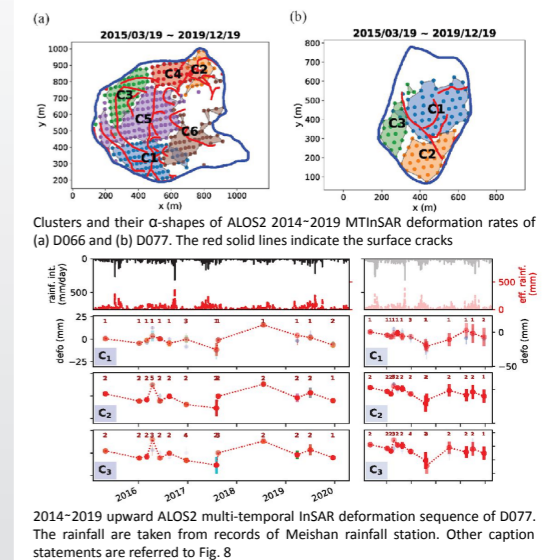 (a)
2015/03/19 ~ 2019/12/19
1000
900
800
700
600
500
400
300
200
y (m)
C4
C2
C3
C5
C6
C1
200 400 600 800 1000
x (m)
(b)
2015/03/19 ~ 2019/12/19
800
700
600
500
400
300
200
100
y (m)
C1
C3
C2
0 200 400 600 800
x (m)
Clusters and their α-shapes of ALOS2 2014-2019 MTInSAR deformation rates of
(a) D066 and (b) D077. The red solid lines indicate the surface cracks
rainf. int.
(mm/day)
0
500
500
0
eff. rainf.
(mm)
defo (mm)
25
0
−25
C₁
C₂
C₃
2016 2017 2018 2019 2020
0
−50
defo (mm)
C₁
C₂
C₃
2016 2017 2018 2019 2020
2014-2019 upward ALOS2 multi-temporal InSAR deformation sequence of D077.
The rainfall are taken from records of Meishan rainfall station. Other caption
statements are referred to Fig. 8